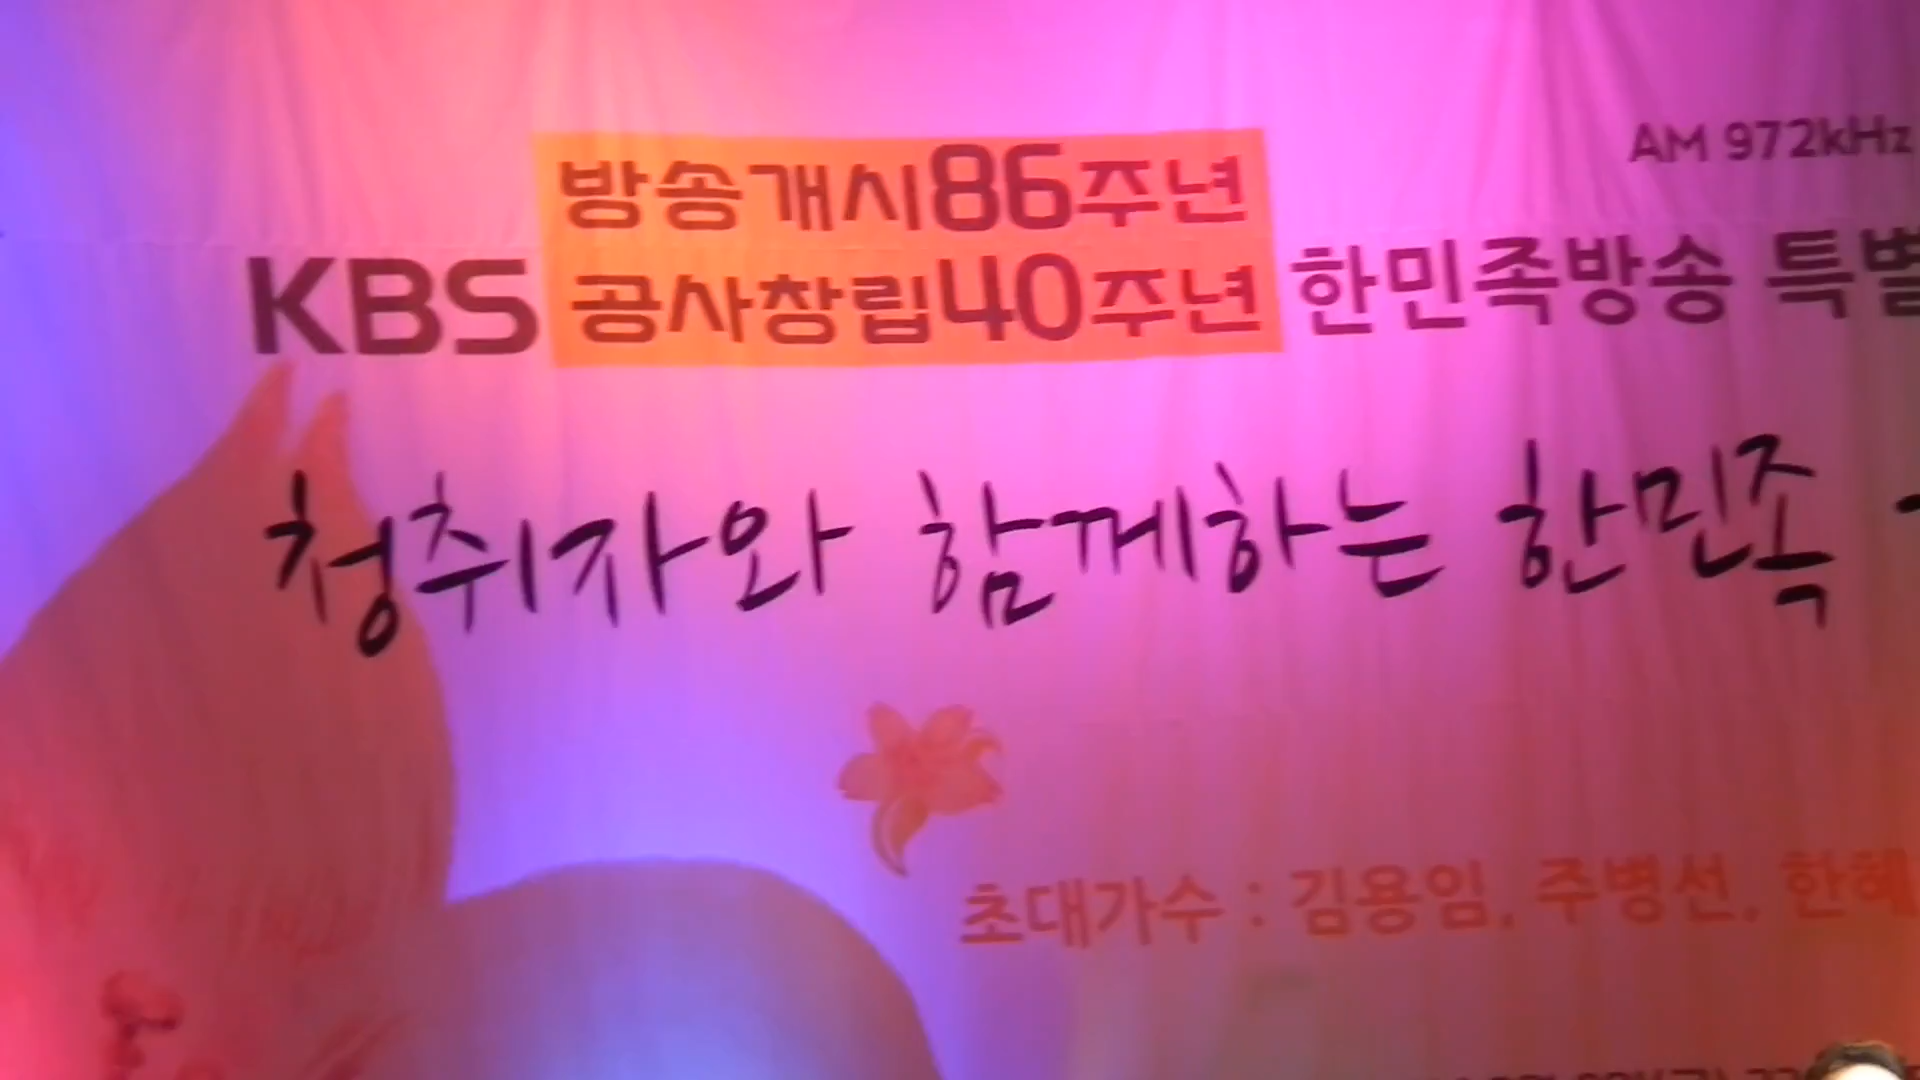 AM 972kHz
방송개시86주년
KBS 공사창립40주년 한민족방송 특별
청취자와 함께하는 한민족
초대가수 : 김용임, 주병선, 한혜